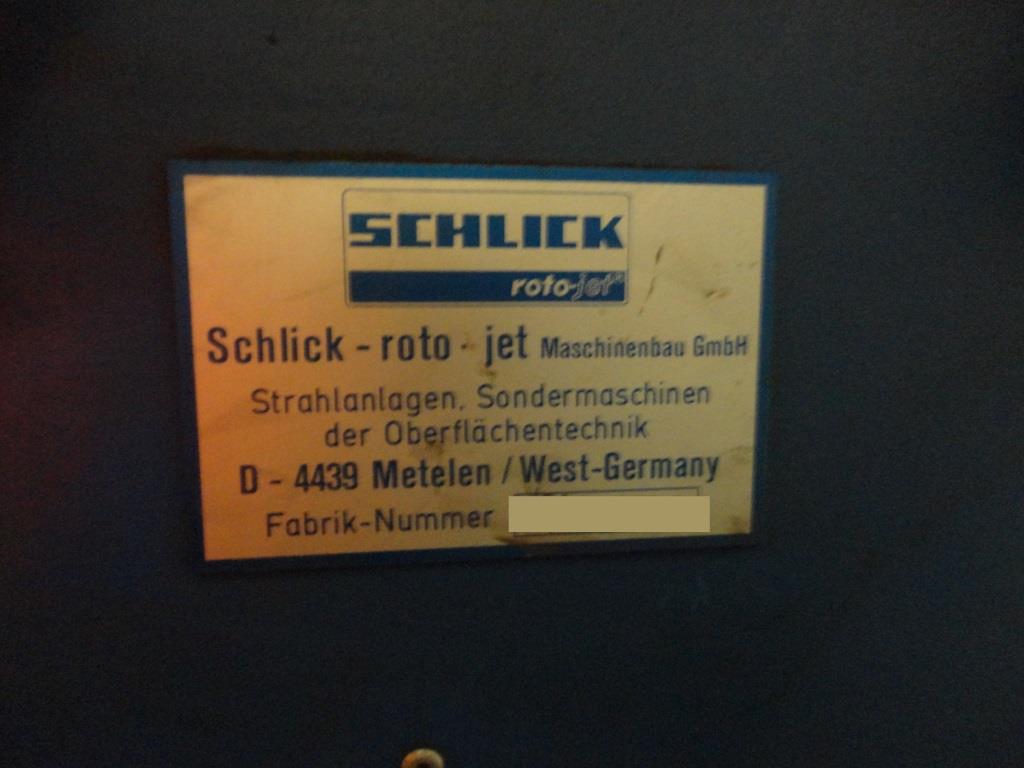 SCHLICK
roto-jet®
Schlick - roto - jet Maschinenbau GmbH
Strahlanlagen, Sondermaschinen
der Oberflächentechnik
D - 4439 Metelen / West-Germany
Fabrik-Nummer